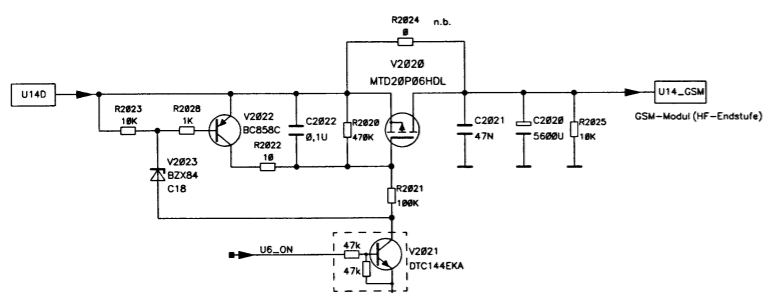 R2024
0
n.b.
V2020
MTD20P06HDL
U14D
U14_GSM
GSM-Modul (HF-Endstufe)
R2023
10K
R2028
1K
V2022
BC858C
C2022
0,1U
R2020
470K
C2021
47N
C2020
5600U
R2025
10K
R2022
10
V2023
BZX84
C18
R2021
100K
U6_ON
47k
47k
V2021
DTC144EKA